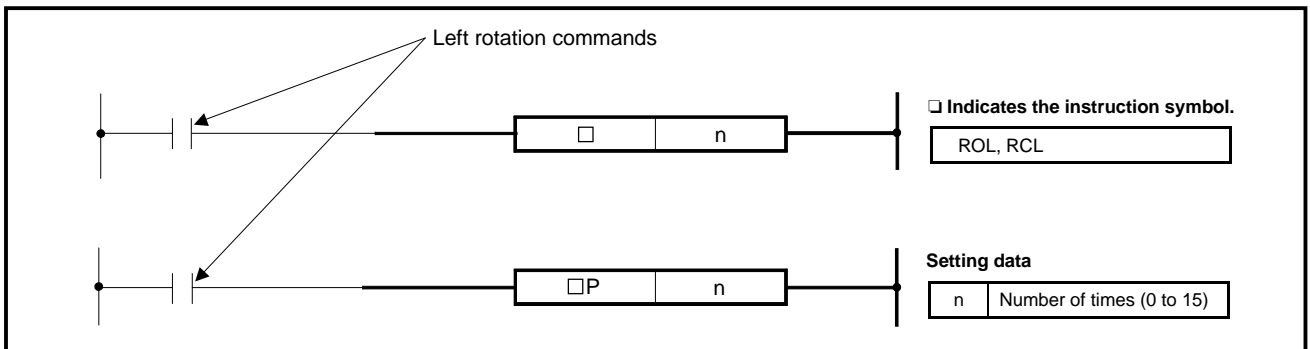 Left rotation commands
❏ Indicates the instruction symbol.
□ n
ROL, RCL
Setting data
□P n
n Number of times (0 to 15)